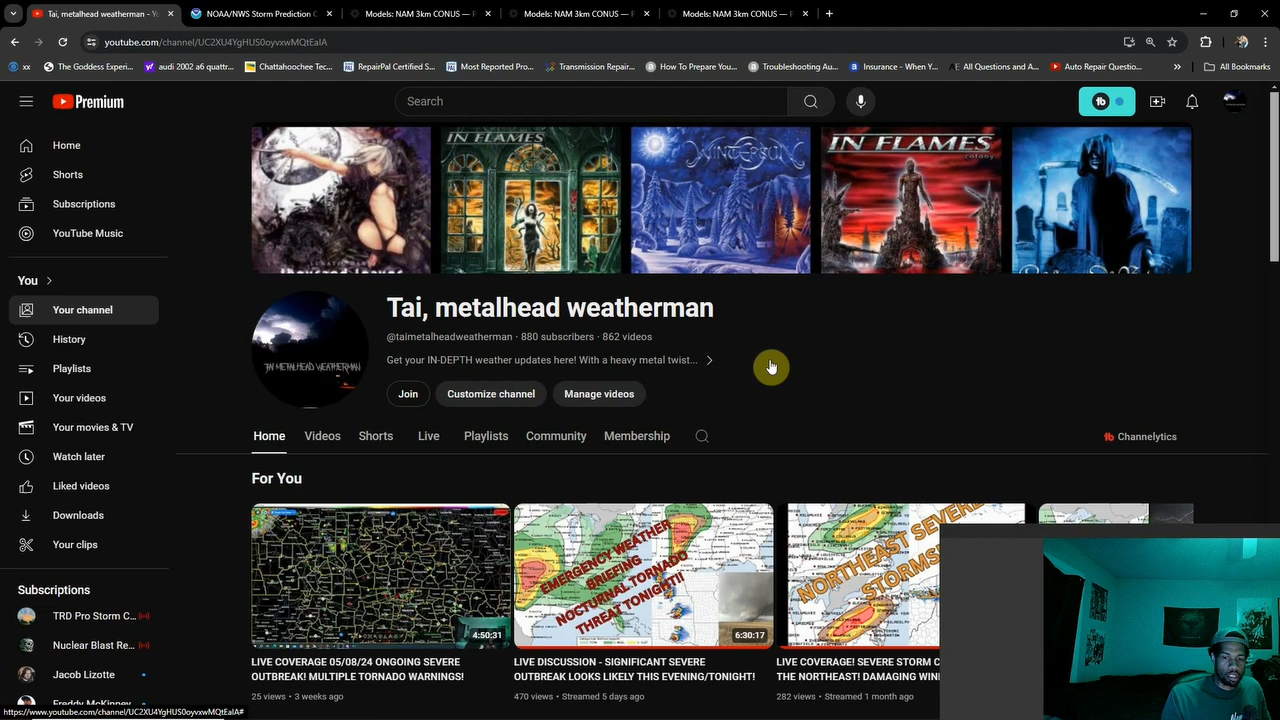 Tai, metalhead weatherman - Y
NOAA/NWS Storm Prediction C
Models: NAM 3km CONUS — F
Models: NAM 3km CONUS — F
Models: NAM 3km CONUS — F
youtube.com/channel/UC2XU4YgHUS0oyvxwMQtEaIA
xx
The Goddess Experi...
audi 2002 a6 quattr...
Chattahoochee Tec...
RepairPal Certified S...
Most Reported Pro...
Transmission Repair...
How To Prepare You...
Troubleshooting Au...
Insurance - When Y...
All Questions and A...
Auto Repair Questio...
All Bookmarks
Premium
Search
Home
Shorts
Subscriptions
YouTube Music
You
Your channel
History
Playlists
Your videos
Your movies & TV
Watch later
Liked videos
Downloads
Your clips
Subscriptions
TRD Pro Storm C...
Nuclear Blast Re...
Jacob Lizotte
Freddy McKinney
IN FLAMES
WINTERSUN
IN FLAMES
colony
Tai, metalhead weatherman
@taimetalheadweatherman · 880 subscribers · 862 videos
Get your IN-DEPTH weather updates here! With a heavy metal twist...
TAI METALHEAD WEATHERMAN
Join
Customize channel
Manage videos
Home
Videos
Shorts
Live
Playlists
Community
Membership
Channelytics
For You
4:50:31
EMERGENCY WEATHER
BRIEFING
NOCTURNAL TORNADO
THREAT TONIGHT!!
6:30:17
NORTHEAST SEVERE
STORMS
LIVE COVERAGE 05/08/24 ONGOING SEVERE
OUTBREAK! MULTIPLE TORNADO WARNINGS!
25 views • 3 weeks ago
LIVE DISCUSSION - SIGNIFICANT SEVERE
OUTBREAK LOOKS LIKELY THIS EVENING/TONIGHT!
470 views • Streamed 5 days ago
LIVE COVERAGE! SEVERE STORM C
THE NORTHEAST! DAMAGING WIN
282 views • Streamed 1 month ago
https://www.youtube.com/channel/UC2XU4YgHUS0oyvxwMQtEaIA#